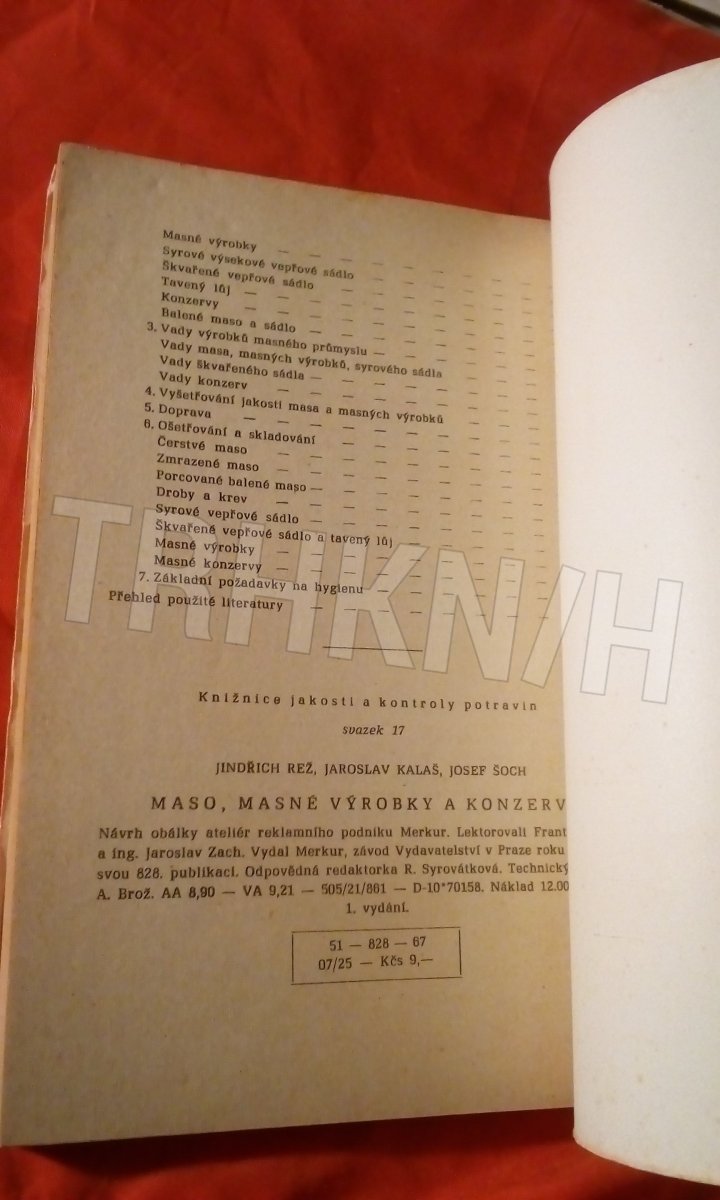 Masné výrobky — — — — — — — — —
Syrové výsekové vepřové sádlo — — — — — —
Škvařené vepřové sádlo — — — — — — —
Tavený lůj — — — — — — — — — —
Konzervy — — — — — — — — — —
Balené maso a sádlo — — — — — — — —
3. Vady výrobků masného průmyslu — — — — —
Vady masa, masných výrobků, syrového sádla — — —
Vady škvařeného sádla — — — — — — — —
Vady konzerv — — — — — — — — —
4. Vyšetřování jakosti masa a masných výrobků — — —
5. Doprava — — — — — — — — — —
6. Ošetřování a skladování — — — — — — —
Čerstvé maso — — — — — — — — —
Zmrazené maso — — — — — — — — —
Porcované balené maso — — — — — — — —
Droby a krev — — — — — — — — —
Syrové vepřové sádlo — — — — — — — —
Škvařené vepřové sádlo a tavený lůj — — — — —
Masné výrobky — — — — — — — — —
Masné konzervy — — — — — — — — —
7. Základní požadavky na hygienu — — — — — —
Přehled použité literatury — — — — — — — —
TRHKNIH
Knižnice jakosti a kontroly potravin
svazek 17
JINDŘICH REŽ, JAROSLAV KALAŠ, JOSEF ŠOCH
MASO, MASNÉ VÝROBKY A KONZERV
Návrh obálky ateliér reklamního podniku Merkur. Lektorovali Frant
a ing. Jaroslav Zach. Vydal Merkur, závod Vydavatelství v Praze roku
svou 828. publikací. Odpovědná redaktorka R. Syrovátková. Technický
A. Brož. AA 8,90 — VA 9,21 — 505/21/861 — D-10*70158. Náklad 12.00
1. vydání.
51 — 828 — 67
07/25 — Kčs 9,—